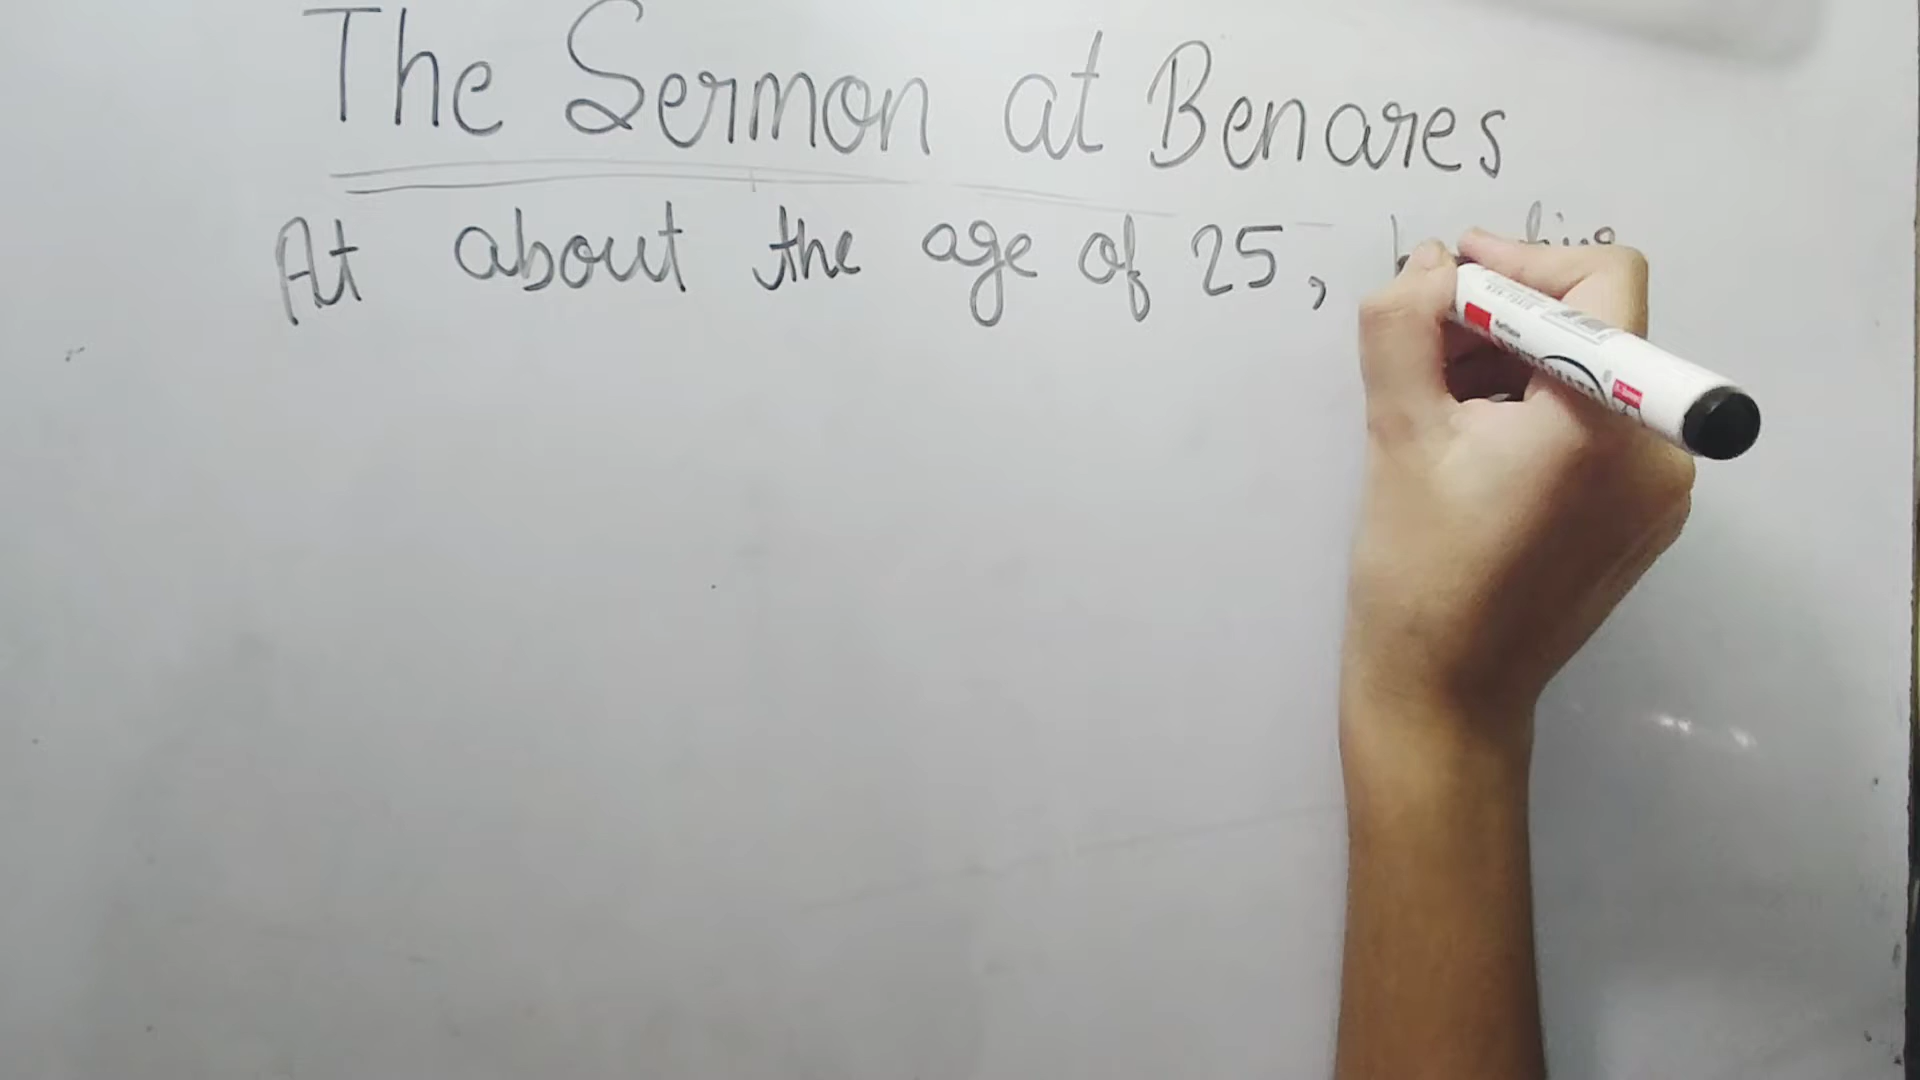 The Sermon at Benares
At about the age of 25,